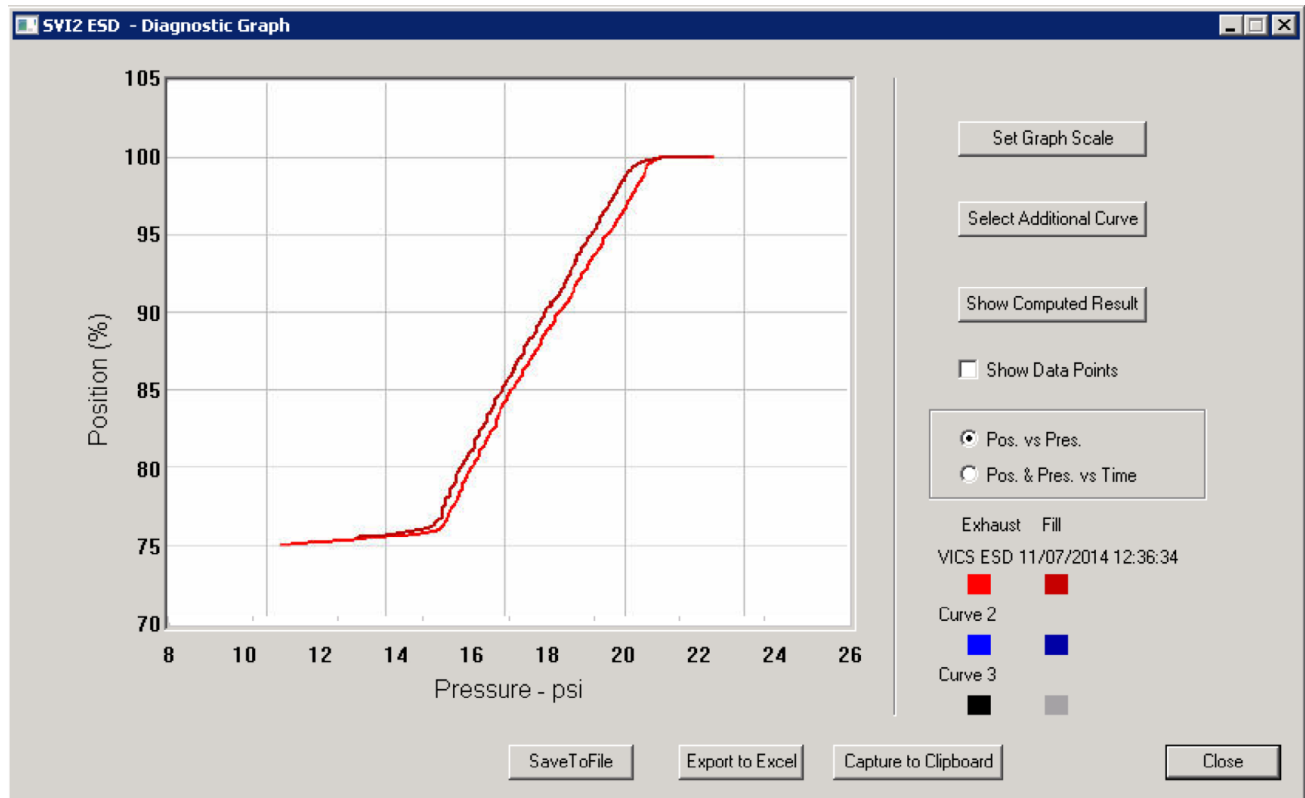 SVI2 ESD - Diagnostic Graph
105
100
95
90
85
80
75
70
Position (%)
8 10 12 14 16 18 20 22 24 26
Pressure - psi
Set Graph Scale
Select Additional Curve
Show Computed Result
Show Data Points
Pos. vs Pres.
Pos. & Pres. vs Time
Exhaust Fill
VICS ESD 11/07/2014 12:36:34
Curve 2
Curve 3
SaveToFile
Export to Excel
Capture to Clipboard
Close